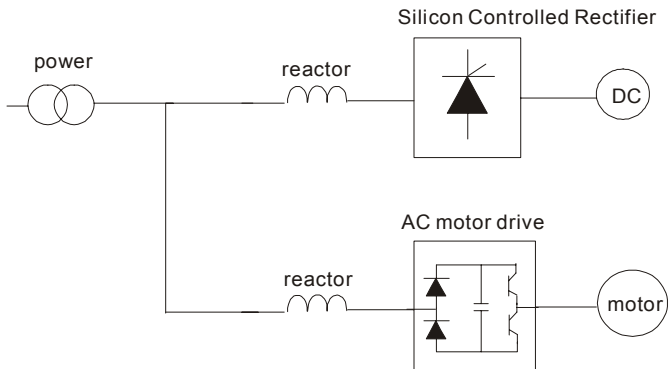 Silicon Controlled Rectifier
power
reactor
DC
AC motor drive
reactor
motor